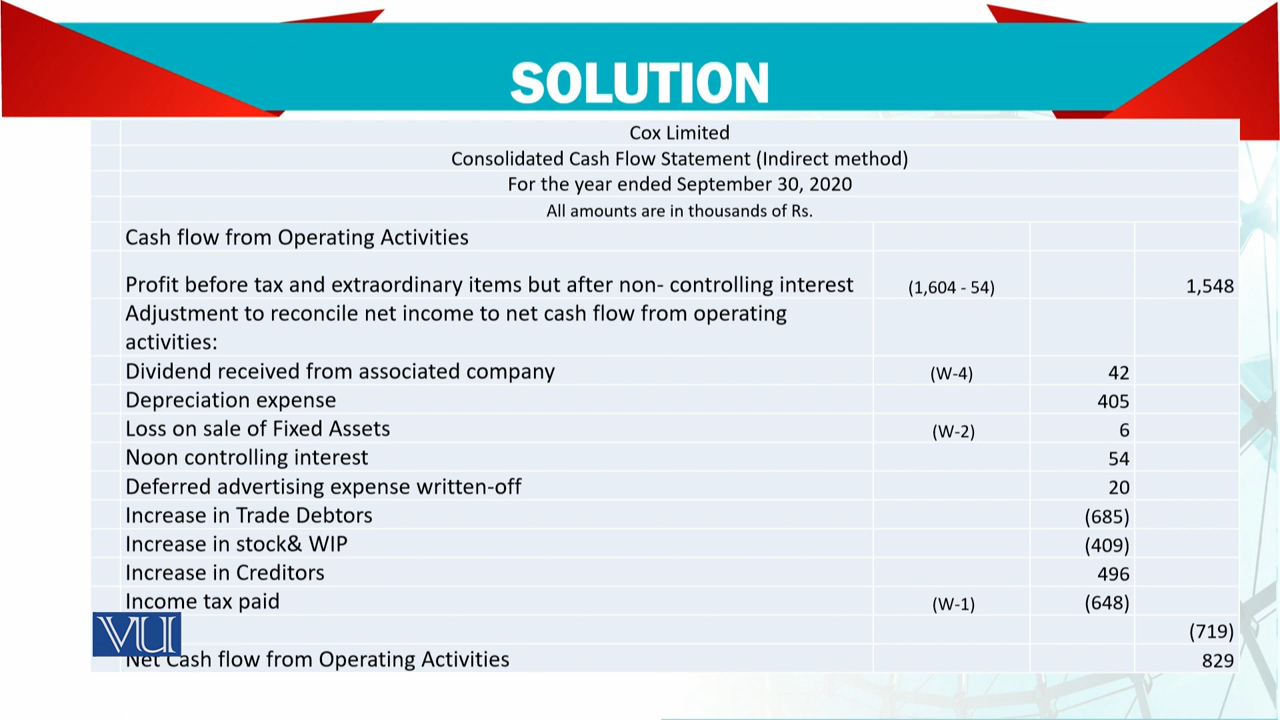 SOLUTION
Cox Limited
Consolidated Cash Flow Statement (Indirect method)
For the year ended September 30, 2020
All amounts are in thousands of Rs.
Cash flow from Operating Activities
Profit before tax and extraordinary items but after non- controlling interest (1,604 - 54) 1,548
Adjustment to reconcile net income to net cash flow from operating
activities:
Dividend received from associated company (W-4) 42
Depreciation expense 405
Loss on sale of Fixed Assets (W-2) 6
Noon controlling interest 54
Deferred advertising expense written-off 20
Increase in Trade Debtors (685)
Increase in stock& WIP (409)
Increase in Creditors 496
Income tax paid (W-1) (648)
VU
(719)
Net Cash flow from Operating Activities 829